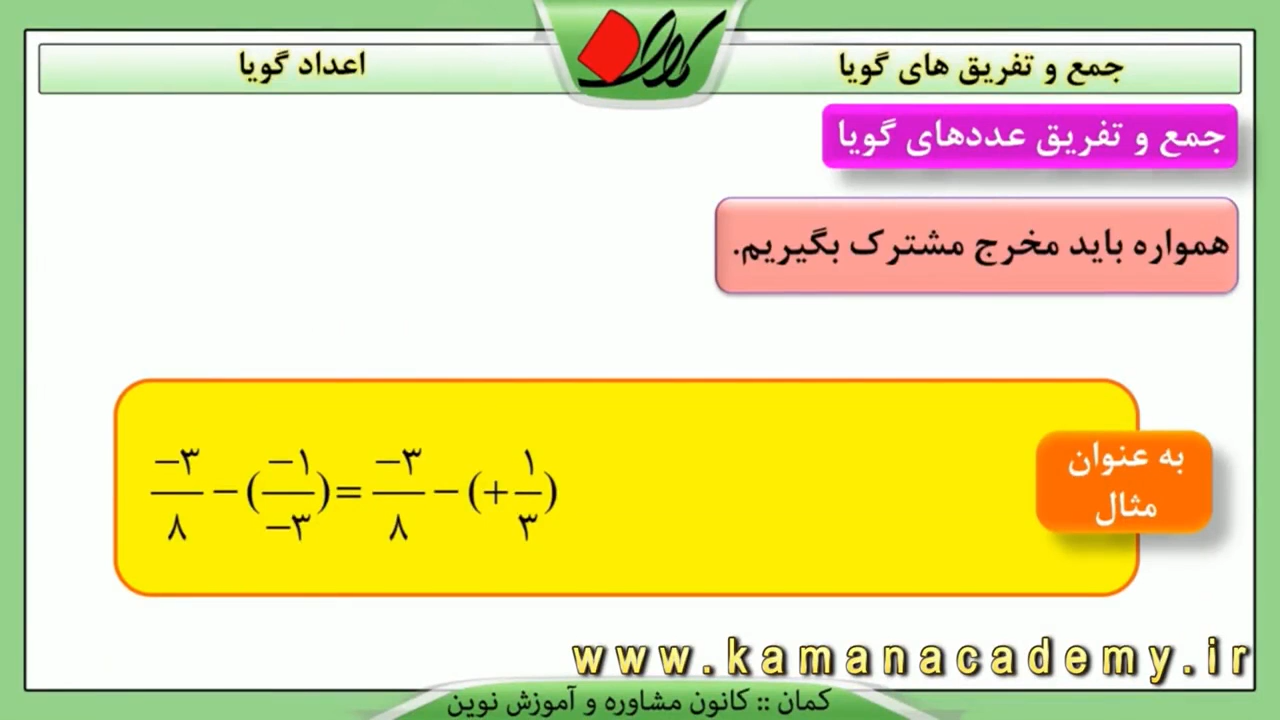 جمع و تفریق های گویا
اعداد گویا
کمان
جمع و تفریق عددهای گویا
همواره باید مخرج مشترک بگیریم.
به عنوان
مثال
−۳/۸ − (−۱/−۳) = −۳/۸ − (+ ۱/۳)
www.kamanacademy.ir
کمان :: کانون مشاوره و آموزش نوین